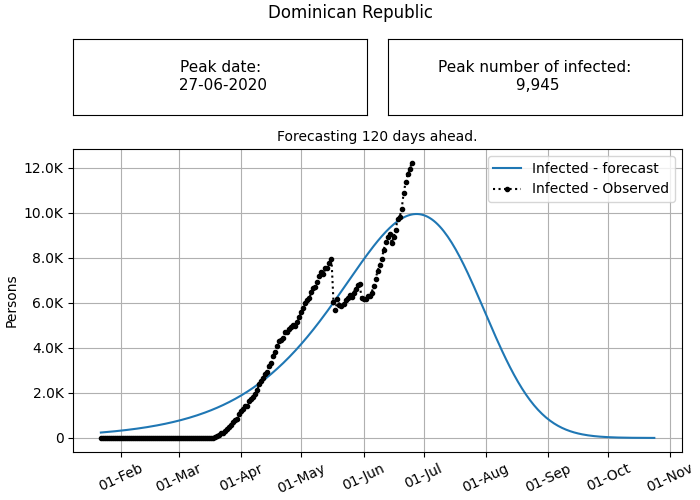 Dominican Republic
Peak date:
27-06-2020
Peak number of infected:
9,945
Forecasting 120 days ahead.
Infected - forecast
Infected - Observed
12.0K
10.0K
8.0K
6.0K
4.0K
2.0K
0
Persons
01-Feb
01-Mar
01-Apr
01-May
01-Jun
01-Jul
01-Aug
01-Sep
01-Oct
01-Nov